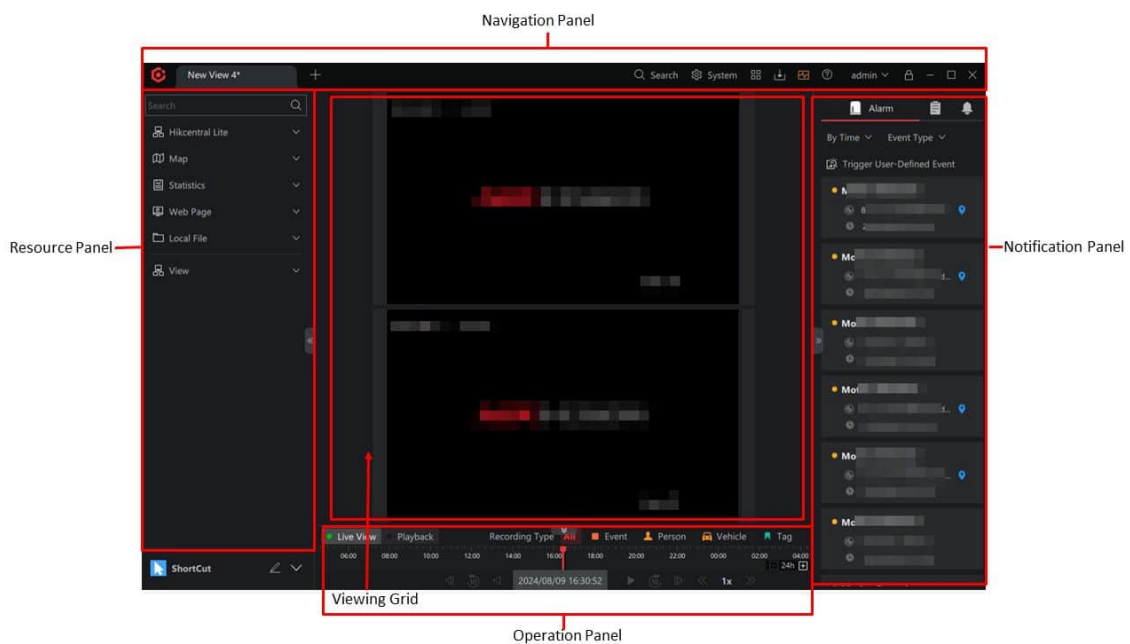 Navigation Panel
New View 4*
Search
System
admin
Search
Hikcentral Lite
Map
Statistics
Web Page
Local File
View
ShortCut
Resource Panel
Alarm
By Time Event Type
Trigger User-Defined Event
Mo
Mo
Mot
Mo
Notification Panel
Live View Playback Recording Type All Event Person Vehicle Tag
06:00 08:00 10:00 12:00 14:00 16:00 18:00 20:00 22:00 00:00 02:00 04:00
24h
2024/08/09 16:30:52 1x
Viewing Grid
Operation Panel